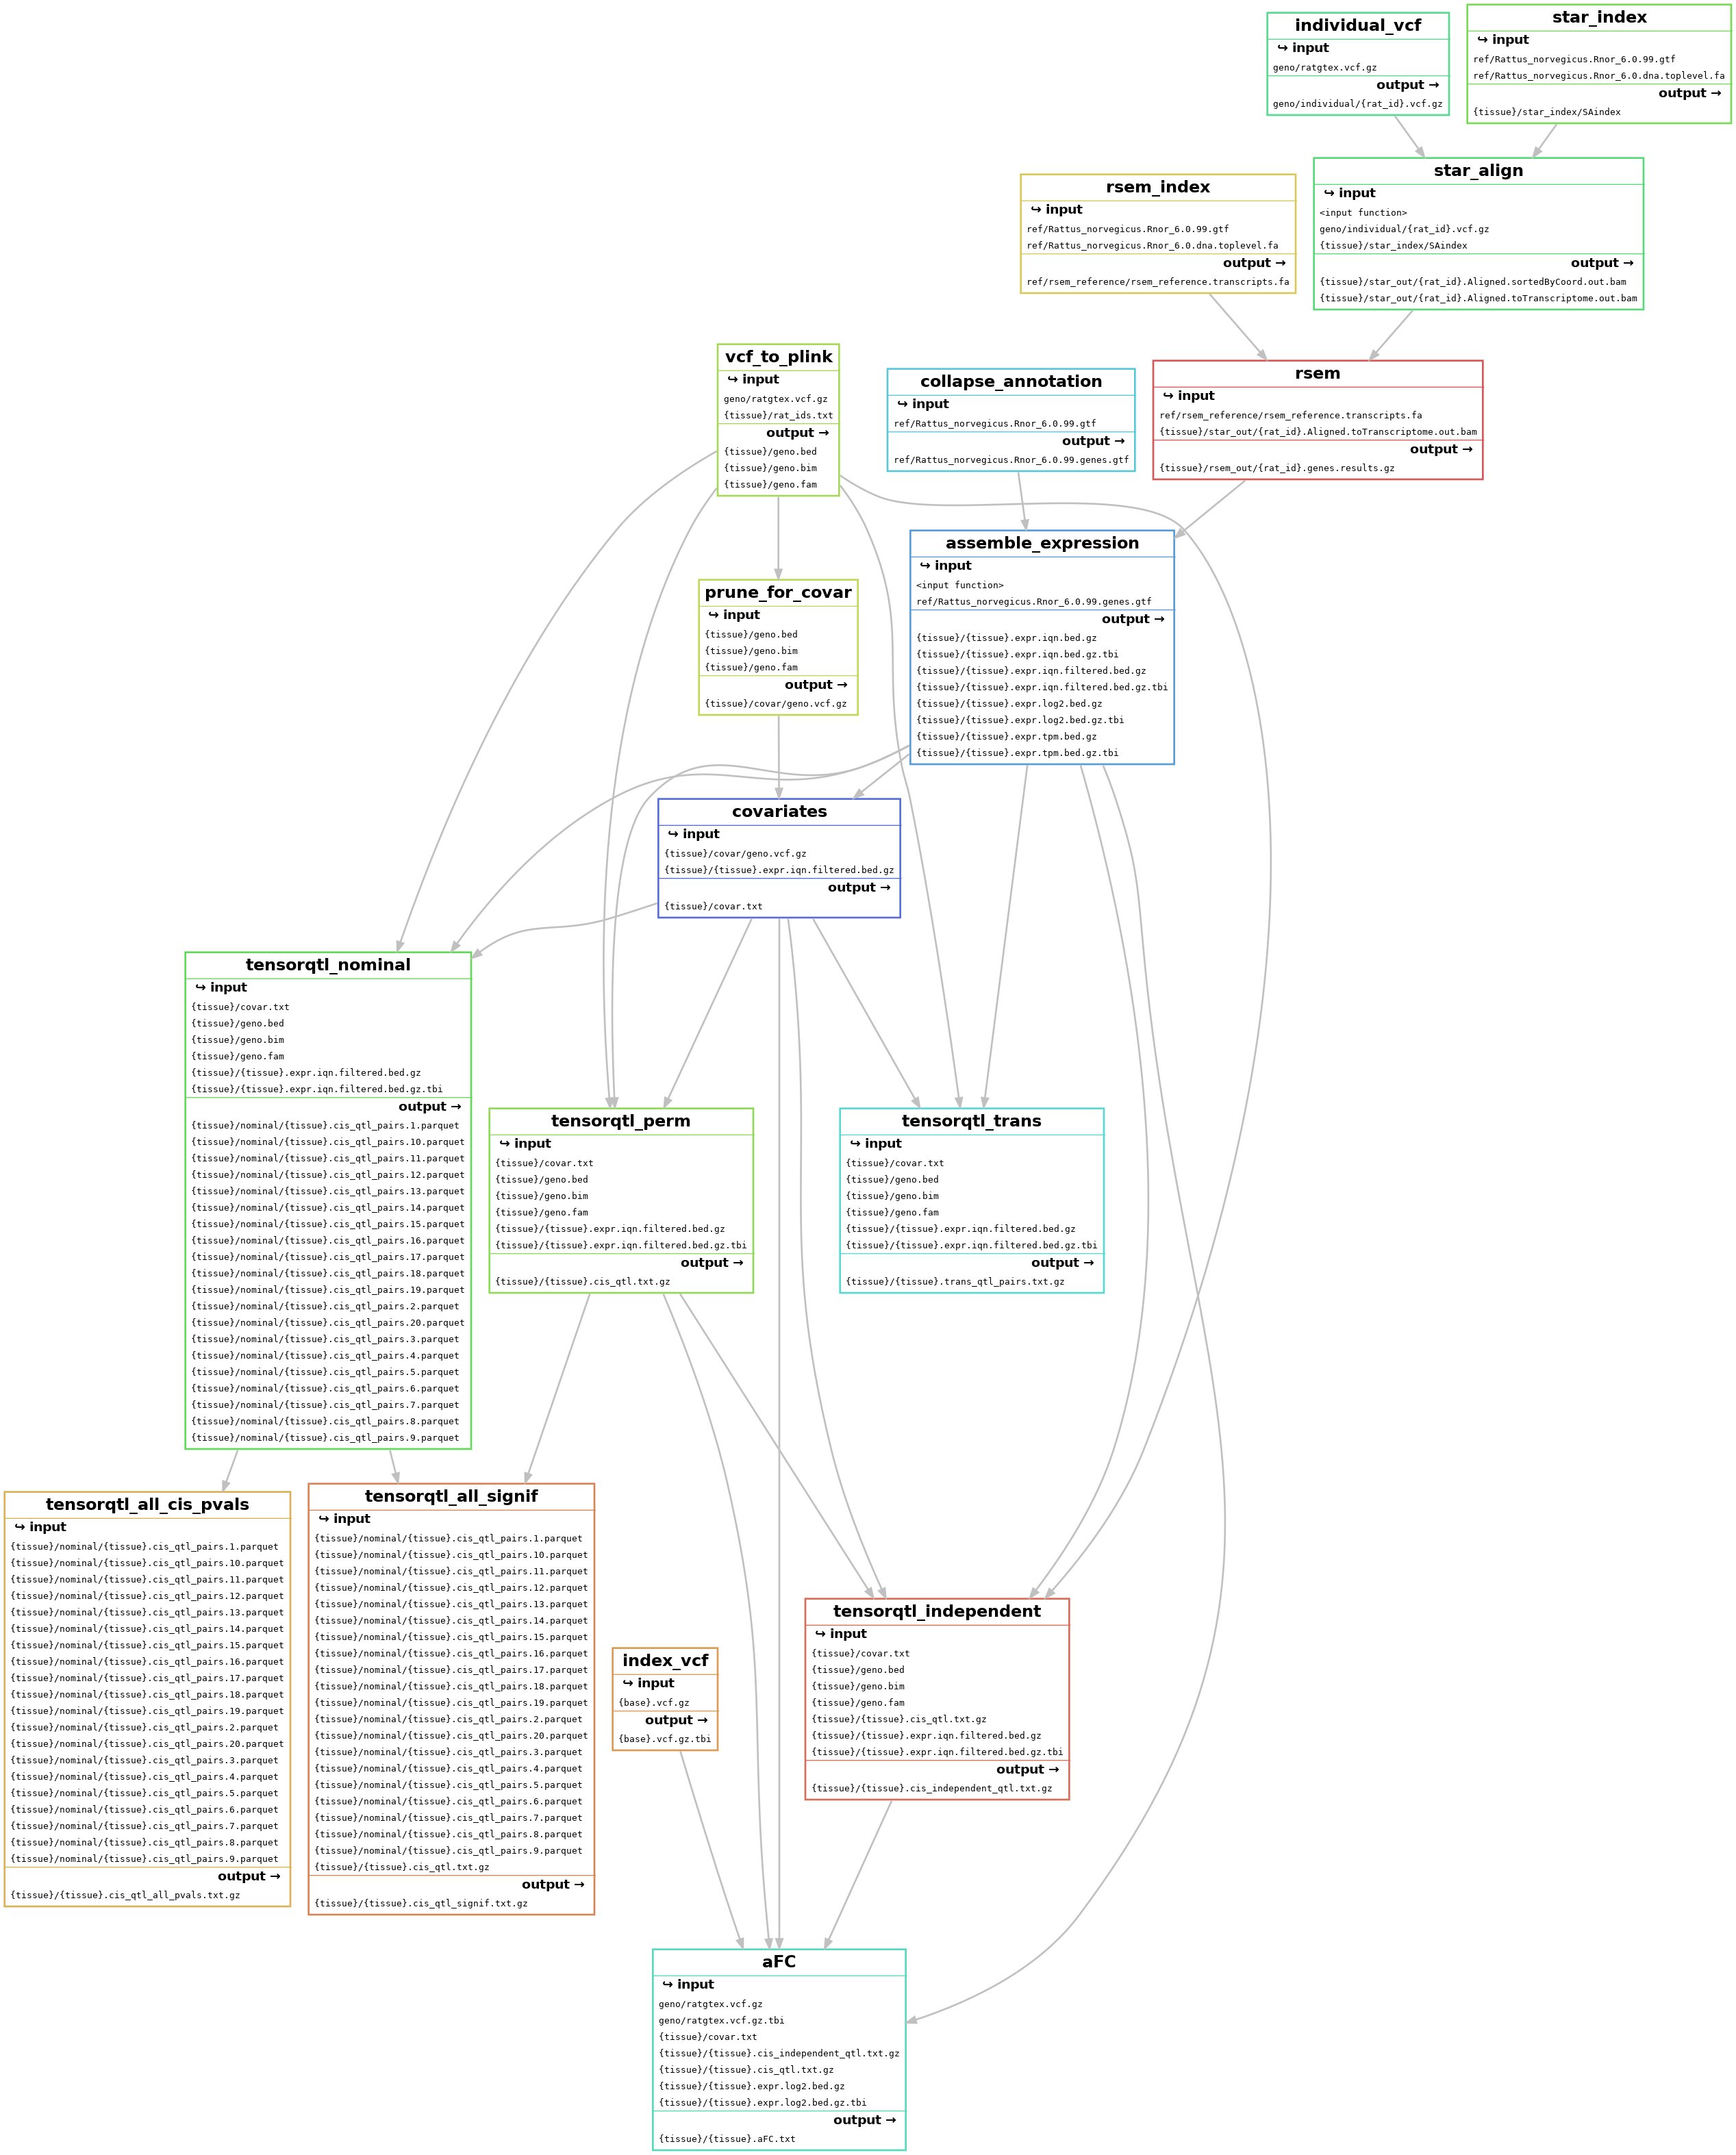 individual_vcf
↪ input
geno/ratgtex.vcf.gz
output →
geno/individual/{rat_id}.vcf.gz
star_index
↪ input
ref/Rattus_norvegicus.Rnor_6.0.99.gtf
ref/Rattus_norvegicus.Rnor_6.0.dna.toplevel.fa
output →
{tissue}/star_index/SAindex
star_align
↪ input
<input function>
geno/individual/{rat_id}.vcf.gz
{tissue}/star_index/SAindex
output →
{tissue}/star_out/{rat_id}.Aligned.sortedByCoord.out.bam
{tissue}/star_out/{rat_id}.Aligned.toTranscriptome.out.bam
rsem_index
↪ input
ref/Rattus_norvegicus.Rnor_6.0.99.gtf
ref/Rattus_norvegicus.Rnor_6.0.dna.toplevel.fa
output →
ref/rsem_reference/rsem_reference.transcripts.fa
vcf_to_plink
↪ input
geno/ratgtex.vcf.gz
{tissue}/rat_ids.txt
output →
{tissue}/geno.bed
{tissue}/geno.bim
{tissue}/geno.fam
collapse_annotation
↪ input
ref/Rattus_norvegicus.Rnor_6.0.99.gtf
output →
ref/Rattus_norvegicus.Rnor_6.0.99.genes.gtf
rsem
↪ input
ref/rsem_reference/rsem_reference.transcripts.fa
{tissue}/star_out/{rat_id}.Aligned.toTranscriptome.out.bam
output →
{tissue}/rsem_out/{rat_id}.genes.results.gz
assemble_expression
↪ input
<input function>
ref/Rattus_norvegicus.Rnor_6.0.99.genes.gtf
output →
{tissue}/{tissue}.expr.iqn.bed.gz
{tissue}/{tissue}.expr.iqn.bed.gz.tbi
{tissue}/{tissue}.expr.iqn.filtered.bed.gz
{tissue}/{tissue}.expr.iqn.filtered.bed.gz.tbi
{tissue}/{tissue}.expr.log2.bed.gz
{tissue}/{tissue}.expr.log2.bed.gz.tbi
{tissue}/{tissue}.expr.tpm.bed.gz
{tissue}/{tissue}.expr.tpm.bed.gz.tbi
prune_for_covar
↪ input
{tissue}/geno.bed
{tissue}/geno.bim
{tissue}/geno.fam
output →
{tissue}/covar/geno.vcf.gz
covariates
↪ input
{tissue}/covar/geno.vcf.gz
{tissue}/{tissue}.expr.iqn.filtered.bed.gz
output →
{tissue}/covar.txt
tensorqtl_nominal
↪ input
{tissue}/covar.txt
{tissue}/geno.bed
{tissue}/geno.bim
{tissue}/geno.fam
{tissue}/{tissue}.expr.iqn.filtered.bed.gz
{tissue}/{tissue}.expr.iqn.filtered.bed.gz.tbi
output →
{tissue}/nominal/{tissue}.cis_qtl_pairs.1.parquet
{tissue}/nominal/{tissue}.cis_qtl_pairs.10.parquet
{tissue}/nominal/{tissue}.cis_qtl_pairs.11.parquet
{tissue}/nominal/{tissue}.cis_qtl_pairs.12.parquet
{tissue}/nominal/{tissue}.cis_qtl_pairs.13.parquet
{tissue}/nominal/{tissue}.cis_qtl_pairs.14.parquet
{tissue}/nominal/{tissue}.cis_qtl_pairs.15.parquet
{tissue}/nominal/{tissue}.cis_qtl_pairs.16.parquet
{tissue}/nominal/{tissue}.cis_qtl_pairs.17.parquet
{tissue}/nominal/{tissue}.cis_qtl_pairs.18.parquet
{tissue}/nominal/{tissue}.cis_qtl_pairs.19.parquet
{tissue}/nominal/{tissue}.cis_qtl_pairs.2.parquet
{tissue}/nominal/{tissue}.cis_qtl_pairs.20.parquet
{tissue}/nominal/{tissue}.cis_qtl_pairs.3.parquet
{tissue}/nominal/{tissue}.cis_qtl_pairs.4.parquet
{tissue}/nominal/{tissue}.cis_qtl_pairs.5.parquet
{tissue}/nominal/{tissue}.cis_qtl_pairs.6.parquet
{tissue}/nominal/{tissue}.cis_qtl_pairs.7.parquet
{tissue}/nominal/{tissue}.cis_qtl_pairs.8.parquet
{tissue}/nominal/{tissue}.cis_qtl_pairs.9.parquet
tensorqtl_perm
↪ input
{tissue}/covar.txt
{tissue}/geno.bed
{tissue}/geno.bim
{tissue}/geno.fam
{tissue}/{tissue}.expr.iqn.filtered.bed.gz
{tissue}/{tissue}.expr.iqn.filtered.bed.gz.tbi
output →
{tissue}/{tissue}.cis_qtl.txt.gz
tensorqtl_trans
↪ input
{tissue}/covar.txt
{tissue}/geno.bed
{tissue}/geno.bim
{tissue}/geno.fam
{tissue}/{tissue}.expr.iqn.filtered.bed.gz
{tissue}/{tissue}.expr.iqn.filtered.bed.gz.tbi
output →
{tissue}/{tissue}.trans_qtl_pairs.txt.gz
tensorqtl_all_cis_pvals
↪ input
{tissue}/nominal/{tissue}.cis_qtl_pairs.1.parquet
{tissue}/nominal/{tissue}.cis_qtl_pairs.10.parquet
{tissue}/nominal/{tissue}.cis_qtl_pairs.11.parquet
{tissue}/nominal/{tissue}.cis_qtl_pairs.12.parquet
{tissue}/nominal/{tissue}.cis_qtl_pairs.13.parquet
{tissue}/nominal/{tissue}.cis_qtl_pairs.14.parquet
{tissue}/nominal/{tissue}.cis_qtl_pairs.15.parquet
{tissue}/nominal/{tissue}.cis_qtl_pairs.16.parquet
{tissue}/nominal/{tissue}.cis_qtl_pairs.17.parquet
{tissue}/nominal/{tissue}.cis_qtl_pairs.18.parquet
{tissue}/nominal/{tissue}.cis_qtl_pairs.19.parquet
{tissue}/nominal/{tissue}.cis_qtl_pairs.2.parquet
{tissue}/nominal/{tissue}.cis_qtl_pairs.20.parquet
{tissue}/nominal/{tissue}.cis_qtl_pairs.3.parquet
{tissue}/nominal/{tissue}.cis_qtl_pairs.4.parquet
{tissue}/nominal/{tissue}.cis_qtl_pairs.5.parquet
{tissue}/nominal/{tissue}.cis_qtl_pairs.6.parquet
{tissue}/nominal/{tissue}.cis_qtl_pairs.7.parquet
{tissue}/nominal/{tissue}.cis_qtl_pairs.8.parquet
{tissue}/nominal/{tissue}.cis_qtl_pairs.9.parquet
output →
{tissue}/{tissue}.cis_qtl_all_pvals.txt.gz
tensorqtl_all_signif
↪ input
{tissue}/nominal/{tissue}.cis_qtl_pairs.1.parquet
{tissue}/nominal/{tissue}.cis_qtl_pairs.10.parquet
{tissue}/nominal/{tissue}.cis_qtl_pairs.11.parquet
{tissue}/nominal/{tissue}.cis_qtl_pairs.12.parquet
{tissue}/nominal/{tissue}.cis_qtl_pairs.13.parquet
{tissue}/nominal/{tissue}.cis_qtl_pairs.14.parquet
{tissue}/nominal/{tissue}.cis_qtl_pairs.15.parquet
{tissue}/nominal/{tissue}.cis_qtl_pairs.16.parquet
{tissue}/nominal/{tissue}.cis_qtl_pairs.17.parquet
{tissue}/nominal/{tissue}.cis_qtl_pairs.18.parquet
{tissue}/nominal/{tissue}.cis_qtl_pairs.19.parquet
{tissue}/nominal/{tissue}.cis_qtl_pairs.2.parquet
{tissue}/nominal/{tissue}.cis_qtl_pairs.20.parquet
{tissue}/nominal/{tissue}.cis_qtl_pairs.3.parquet
{tissue}/nominal/{tissue}.cis_qtl_pairs.4.parquet
{tissue}/nominal/{tissue}.cis_qtl_pairs.5.parquet
{tissue}/nominal/{tissue}.cis_qtl_pairs.6.parquet
{tissue}/nominal/{tissue}.cis_qtl_pairs.7.parquet
{tissue}/nominal/{tissue}.cis_qtl_pairs.8.parquet
{tissue}/nominal/{tissue}.cis_qtl_pairs.9.parquet
{tissue}/{tissue}.cis_qtl.txt.gz
output →
{tissue}/{tissue}.cis_qtl_signif.txt.gz
index_vcf
↪ input
{base}.vcf.gz
output →
{base}.vcf.gz.tbi
tensorqtl_independent
↪ input
{tissue}/covar.txt
{tissue}/geno.bed
{tissue}/geno.bim
{tissue}/geno.fam
{tissue}/{tissue}.cis_qtl.txt.gz
{tissue}/{tissue}.expr.iqn.filtered.bed.gz
{tissue}/{tissue}.expr.iqn.filtered.bed.gz.tbi
output →
{tissue}/{tissue}.cis_independent_qtl.txt.gz
aFC
↪ input
geno/ratgtex.vcf.gz
geno/ratgtex.vcf.gz.tbi
{tissue}/covar.txt
{tissue}/{tissue}.cis_independent_qtl.txt.gz
{tissue}/{tissue}.cis_qtl.txt.gz
{tissue}/{tissue}.expr.log2.bed.gz
{tissue}/{tissue}.expr.log2.bed.gz.tbi
output →
{tissue}/{tissue}.aFC.txt